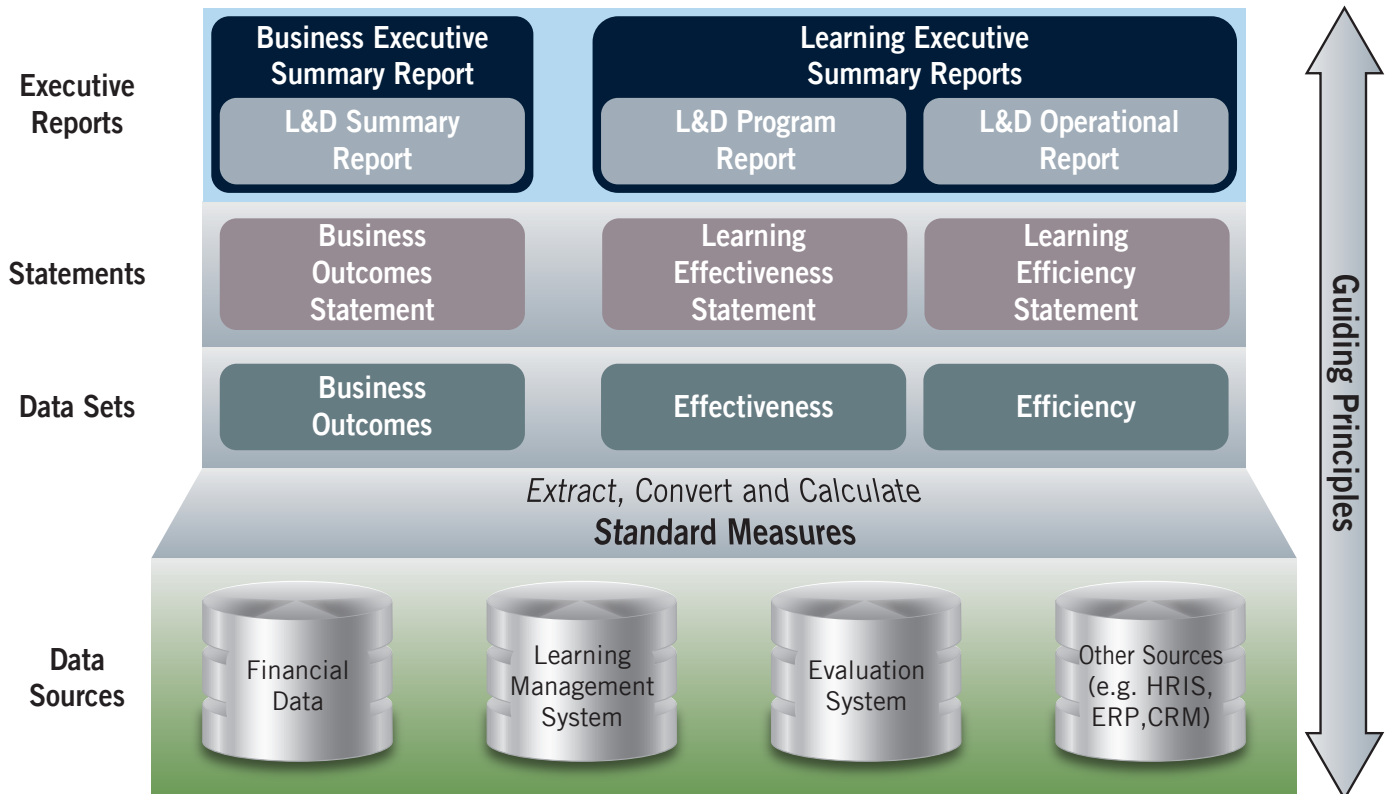 Executive
Reports
Business Executive
Summary Report
L&D Summary
Report
Learning Executive
Summary Reports
L&D Program
Report
L&D Operational
Report
Statements
Business
Outcomes
Statement
Learning
Effectiveness
Statement
Learning
Efficiency
Statement
Data Sets
Business
Outcomes
Effectiveness
Efficiency
Extract, Convert and Calculate
Standard Measures
Data
Sources
Financial
Data
Learning
Management
System
Evaluation
System
Other Sources
(e.g. HRIS,
ERP,CRM)
Guiding Principles